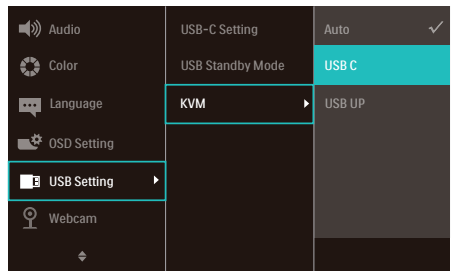 Audio
Color
Language
OSD Setting
USB Setting
Webcam
USB-C Setting
USB Standby Mode
KVM
Auto
USB C
USB UP